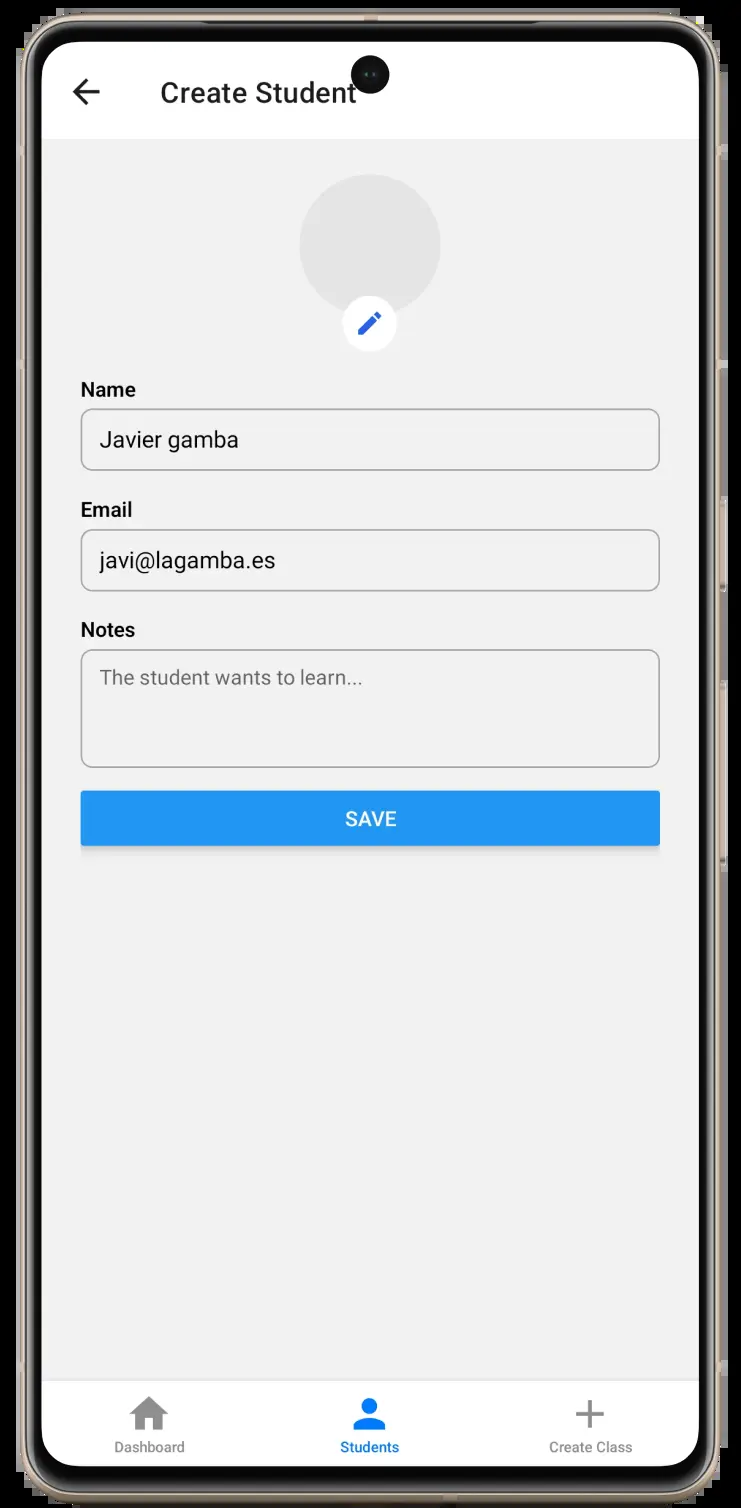 Create Student
Name
Javier gamba
Email
javi@lagamba.es
Notes
The student wants to learn...
SAVE
Dashboard
Students
Create Class